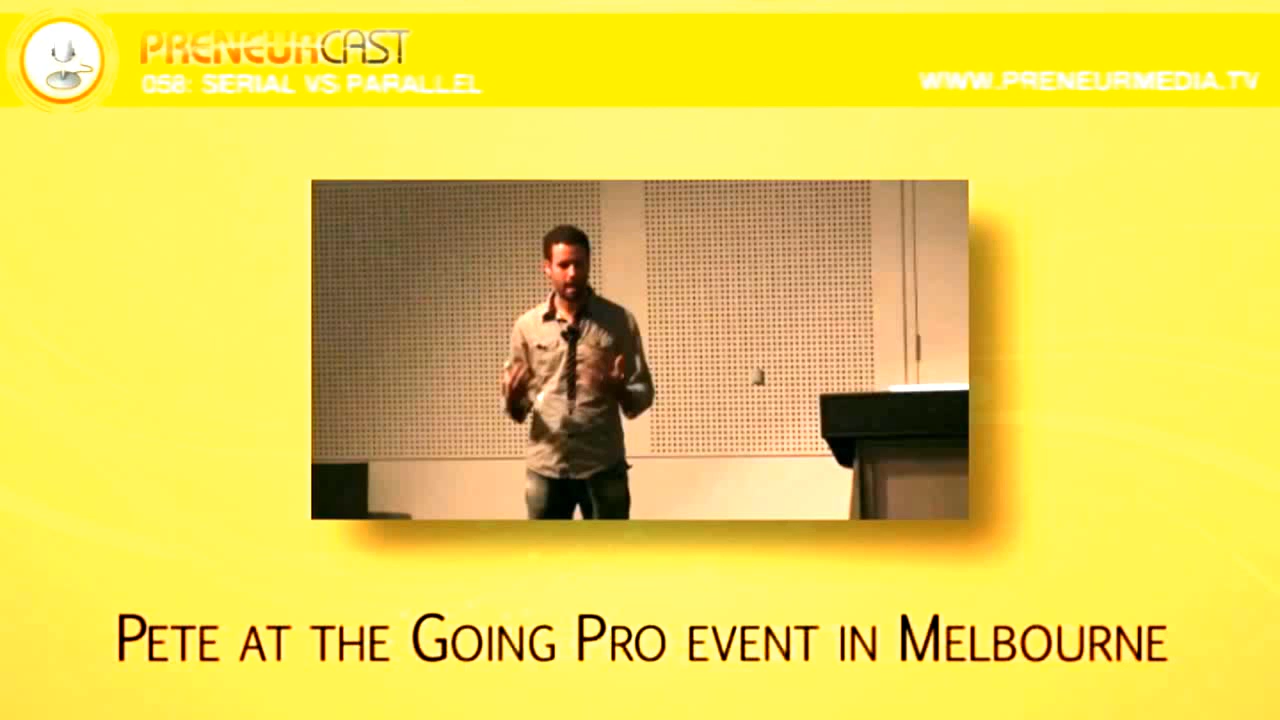 PRENEURCAST
058: SERIAL VS PARALLEL
WWW.PRENEURMEDIA.TV
PETE AT THE GOING PRO EVENT IN MELBOURNE